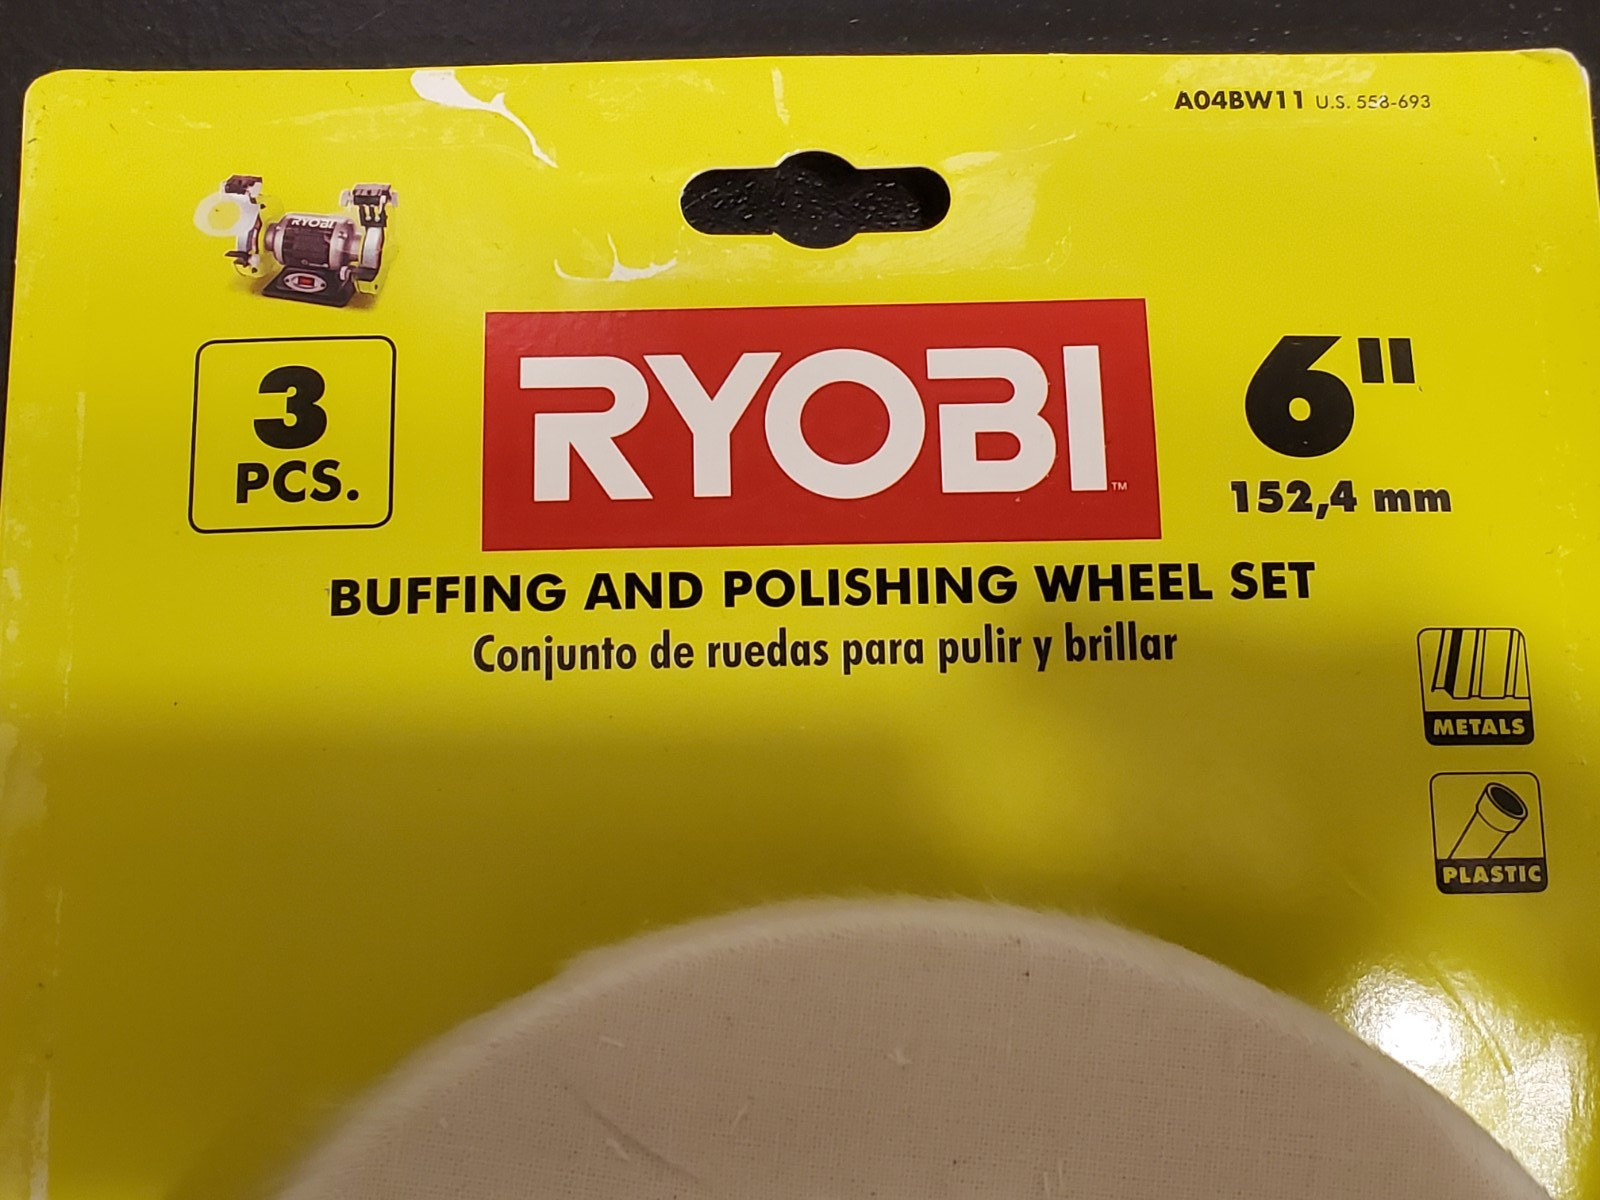 A04BW11 U.S. 558-693
RYOBI
3
PCS.
RYOBI™
6"
152,4 mm
BUFFING AND POLISHING WHEEL SET
Conjunto de ruedas para pulir y brillar
METALS
PLASTIC